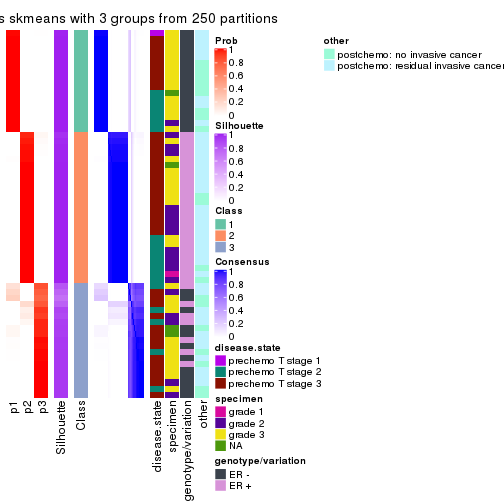 s skmeans with 3 groups from 250 partitions
Prob
1
0.8
0.6
0.4
0.2
0
Silhouette
1
0.8
0.6
0.4
0.2
0
Class
1
2
3
Consensus
1
0.8
0.6
0.4
0.2
0
disease.state
prechemo T stage 1
prechemo T stage 2
prechemo T stage 3
specimen
grade 1
grade 2
grade 3
NA
genotype/variation
ER -
ER +
other
postchemo: no invasive cancer
postchemo: residual invasive cancer
p1
p2
p3
Silhouette
Class
disease.state
specimen
genotype/variation
other